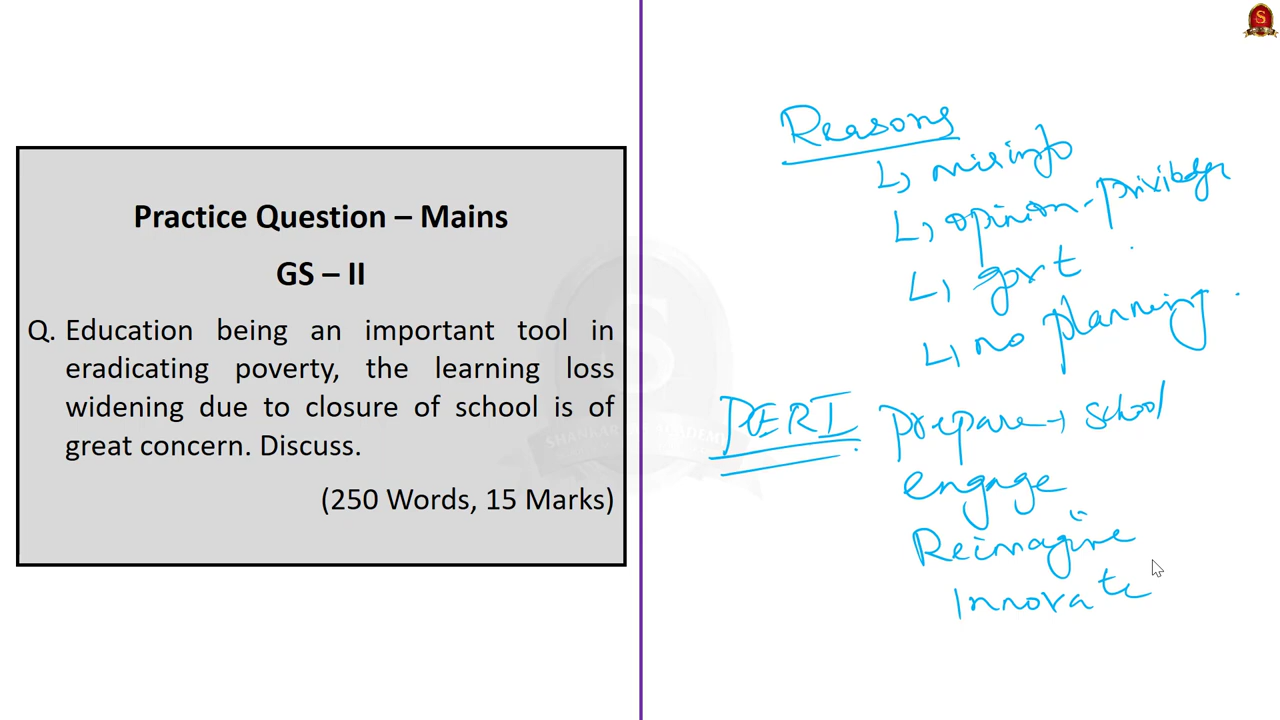 Practice Question – Mains
GS – II
Q. Education being an important tool in
eradicating poverty, the learning loss
widening due to closure of school is of
great concern. Discuss.
(250 Words, 15 Marks)
Reasons
misinfo
opinion - privilege
govt
no planning.
PERI prepare → school
engage
Reimagine
Innovate
S
SHANKAR ACADEMY